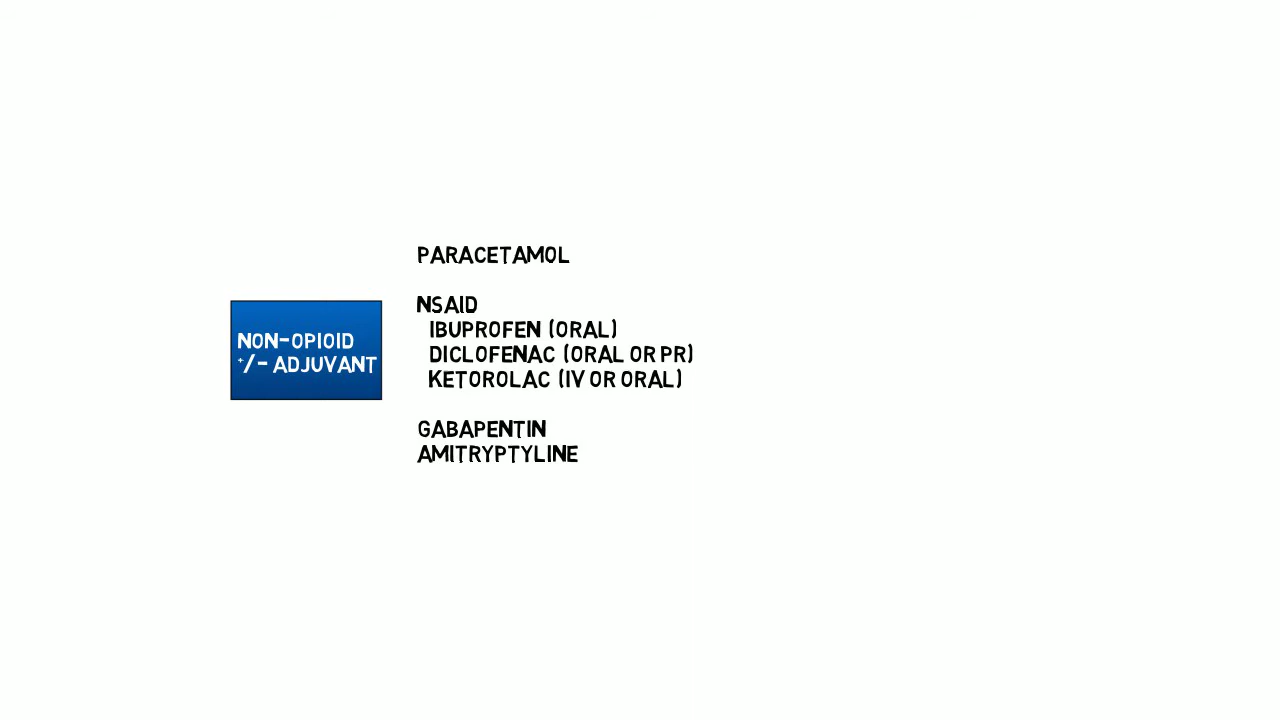 PARACETAMOL
NSAID
IBUPROFEN (ORAL)
DICLOFENAC (ORAL OR PR)
KETOROLAC (IV OR ORAL)
NON-OPIOID
+/- ADJUVANT
GABAPENTIN
AMITRYPTYLINE